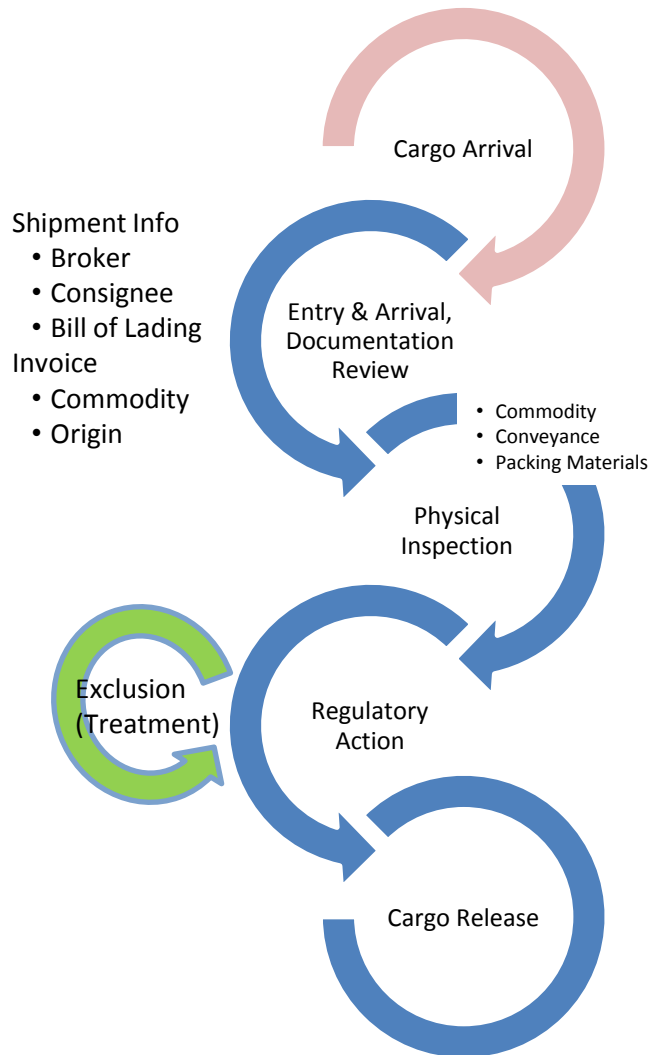 Cargo Arrival
Shipment Info
• Broker
• Consignee
• Bill of Lading
Invoice
• Commodity
• Origin
Entry & Arrival,
Documentation
Review
• Commodity
• Conveyance
• Packing Materials
Physical
Inspection
Exclusion
(Treatment)
Regulatory
Action
Cargo Release